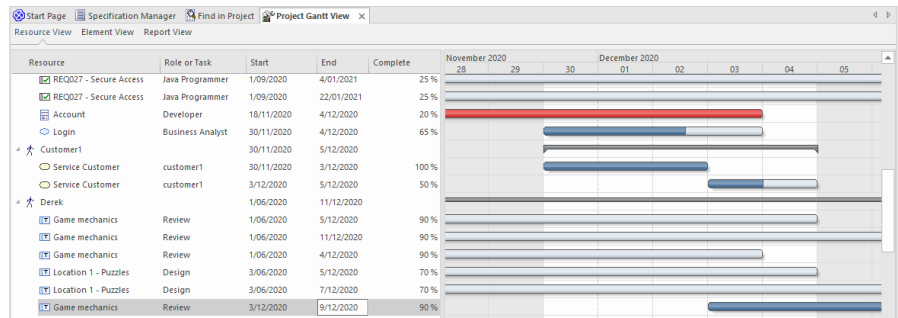 Start Page Specification Manager Find in Project Project Gantt View ×
Resource View Element View Report View
Resource Role or Task Start End Complete November 2020 December 2020
28 29 30 01 02 03 04 05
REQ027 - Secure Access Java Programmer 1/09/2020 4/01/2021 25 %
REQ027 - Secure Access Java Programmer 1/09/2020 22/01/2021 25 %
Account Developer 18/11/2020 4/12/2020 20 %
Login Business Analyst 30/11/2020 4/12/2020 65 %
Customer1 30/11/2020 5/12/2020
Service Customer customer1 30/11/2020 3/12/2020 100 %
Service Customer customer1 3/12/2020 5/12/2020 50 %
Derek 1/06/2020 11/12/2020
Game mechanics Review 1/06/2020 5/12/2020 90 %
Game mechanics Review 1/06/2020 11/12/2020 90 %
Game mechanics Review 1/06/2020 4/12/2020 90 %
Location 1 - Puzzles Design 3/06/2020 5/12/2020 70 %
Location 1 - Puzzles Design 3/06/2020 7/12/2020 70 %
Game mechanics Review 3/12/2020 9/12/2020 90 %